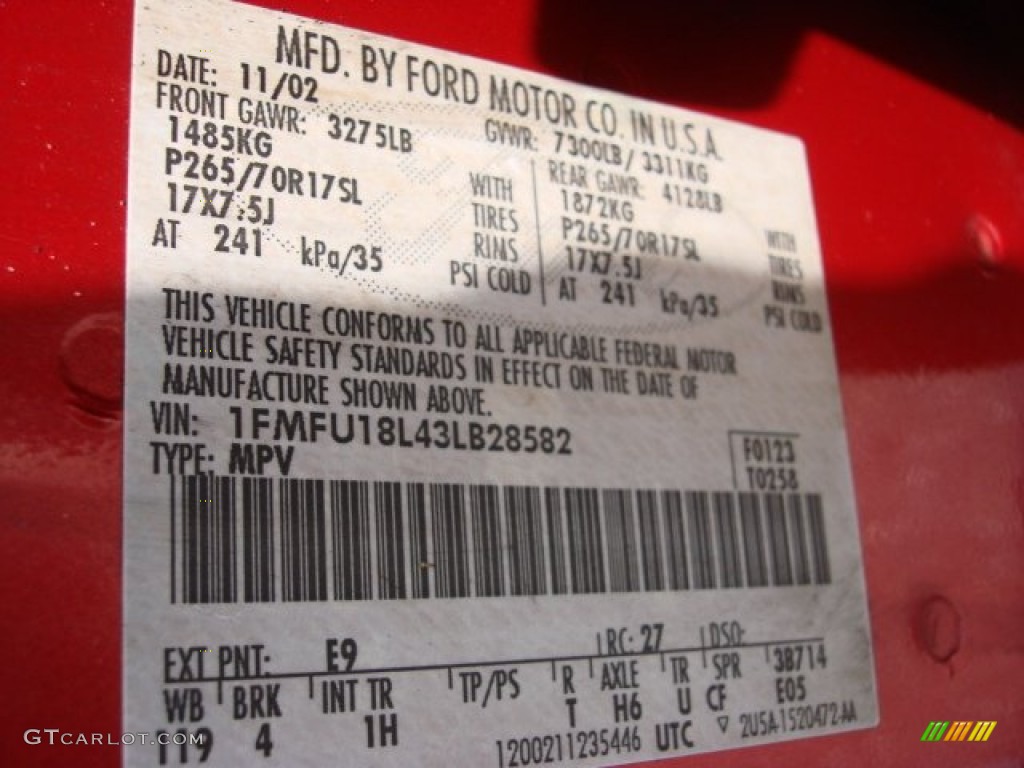 MFD. BY FORD MOTOR CO. IN U.S.A.
DATE: 11/02 GVWR: 7300LB / 3311KG
FRONT GAWR: 3275LB REAR GAWR: 4128LB
1485KG WITH 1872KG WITH
P265/70R17SL TIRES P265/70R17SL TIRES
17X7.5J RINS 17X7.5J RINS
AT 241 kPa/35 PSI COLD AT 241 kPa/35 PSI COLD
THIS VEHICLE CONFORMS TO ALL APPLICABLE FEDERAL MOTOR
VEHICLE SAFETY STANDARDS IN EFFECT ON THE DATE OF
MANUFACTURE SHOWN ABOVE.
VIN: 1FMFU18L43LB28582 F0123
TYPE: MPV T0258
EXT PNT: E9 RC: 27 DSO:
WB BRK INT TR TP/PS R AXLE TR SPR 38714
119 4 1H T H6 U CF E05
1200211235446 UTC ▽ 2U5A-1520472-AA
GTCARLOT.COM